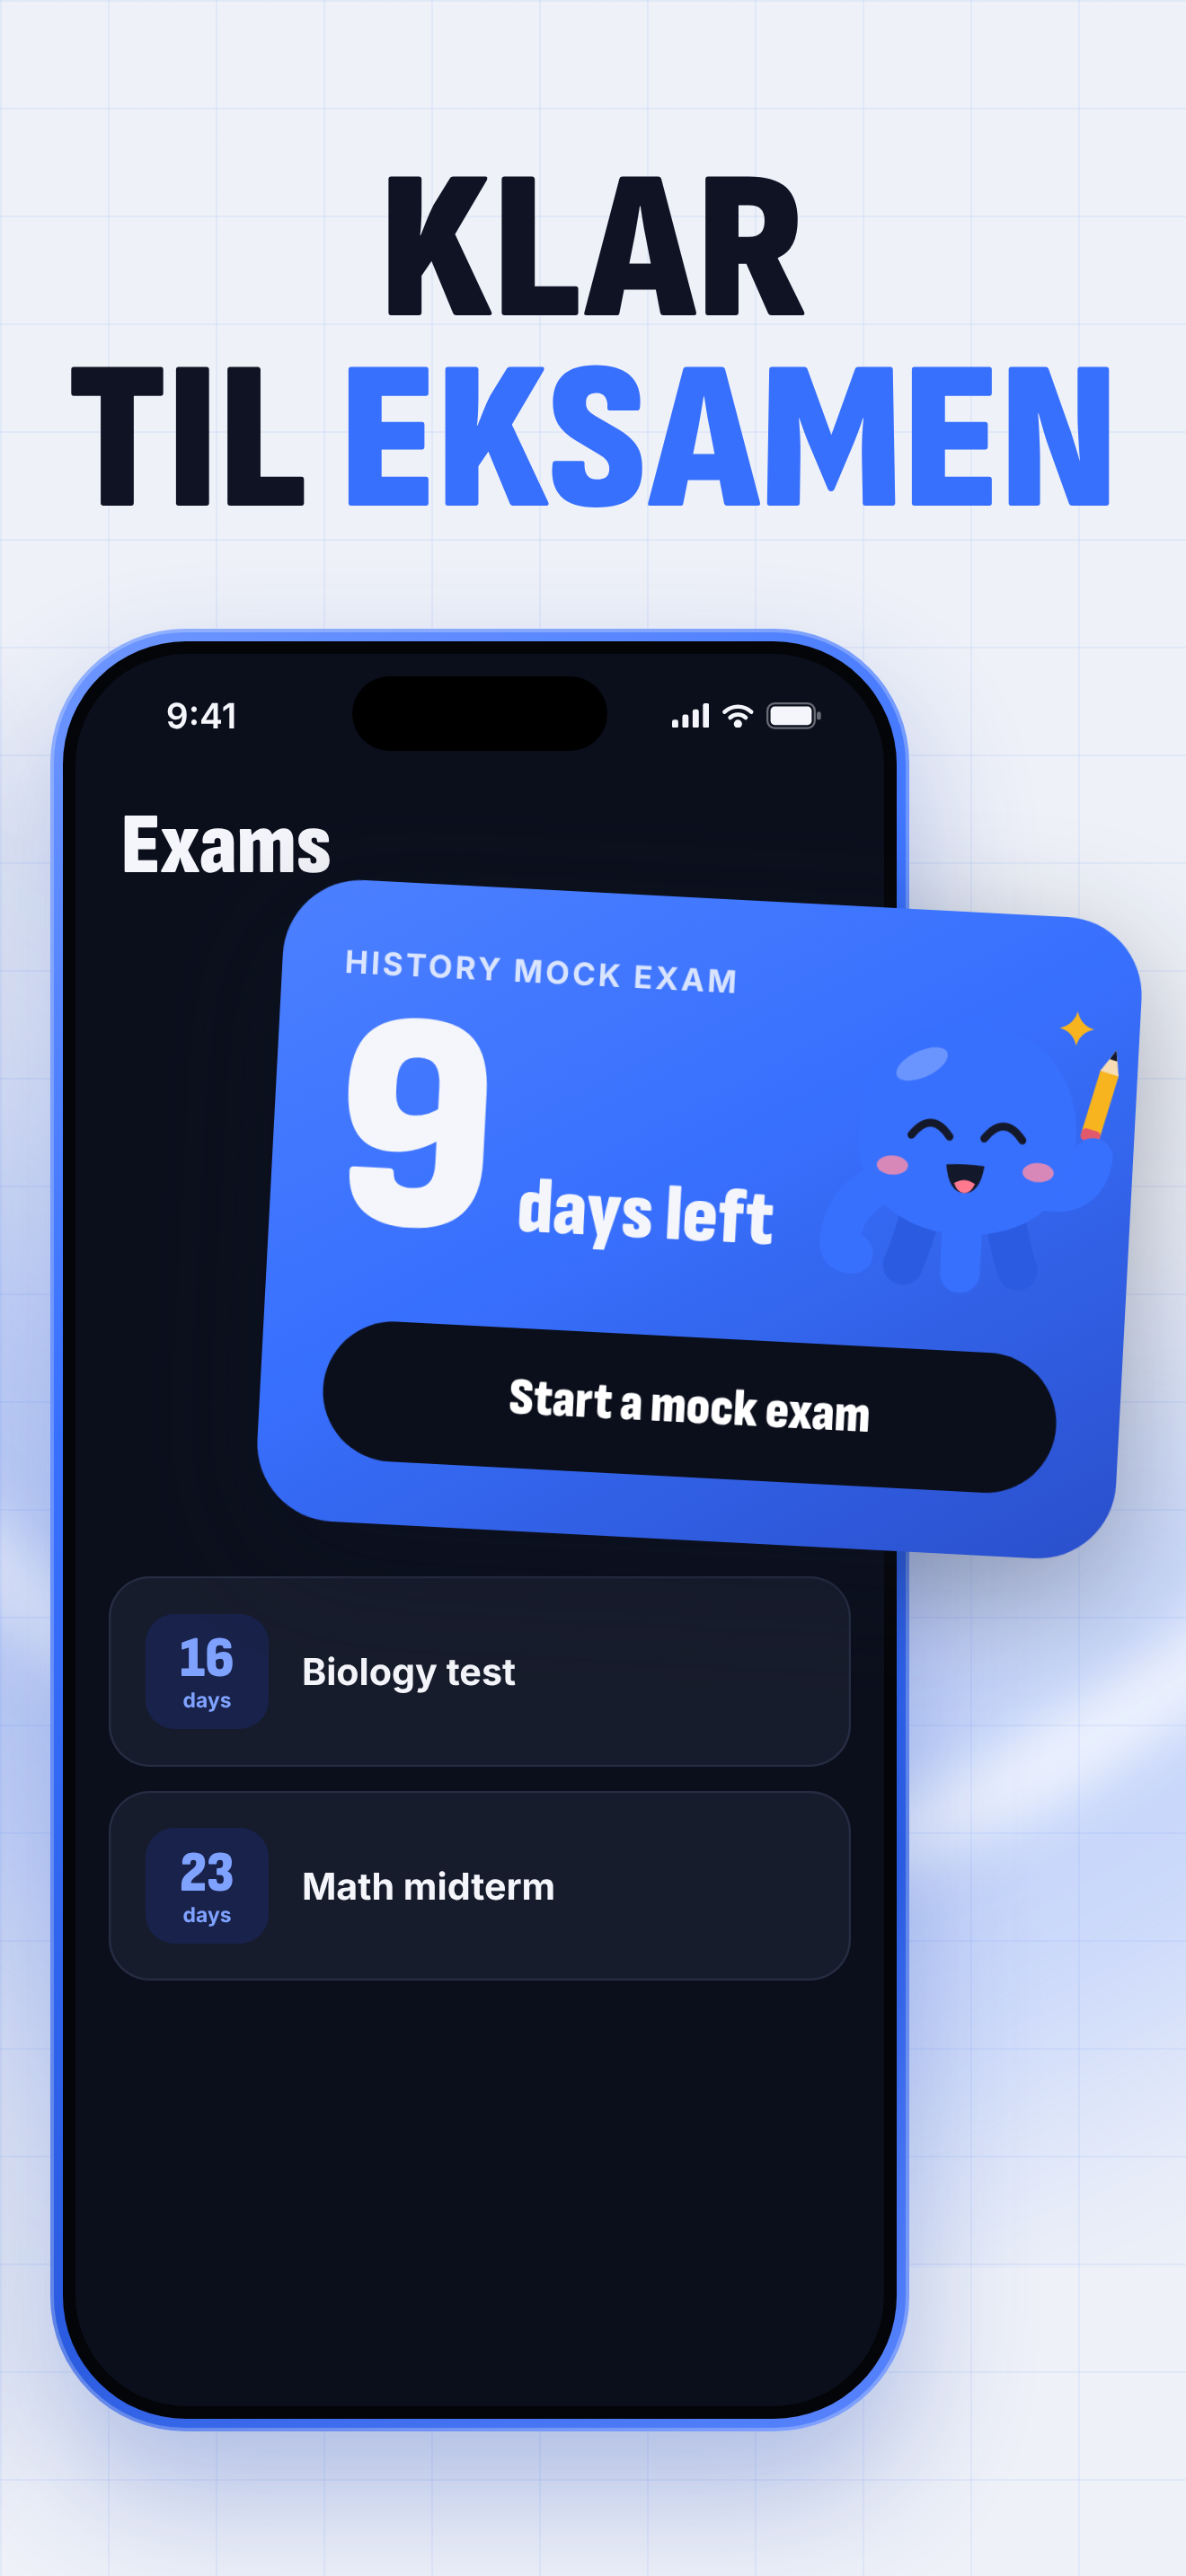 KLAR
TIL EKSAMEN
9:41
Exams
HISTORY MOCK EXAM
9 days left
Start a mock exam
16
days
Biology test
23
days
Math midterm